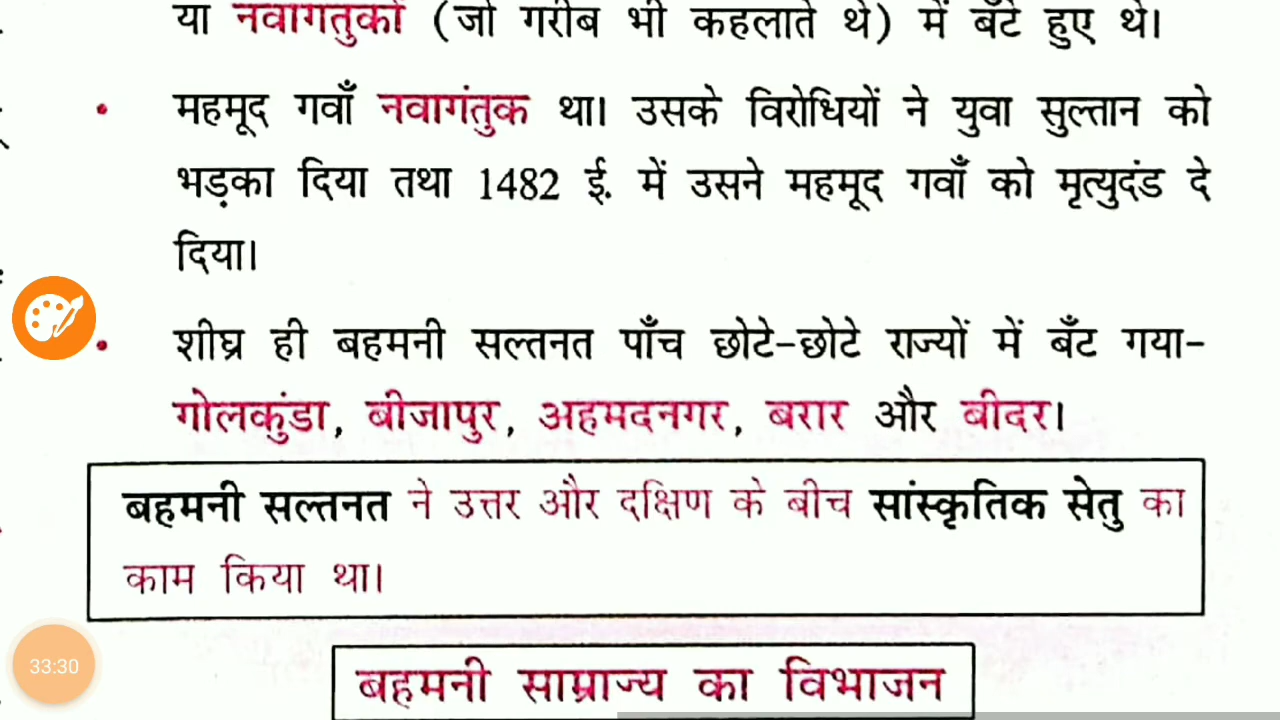 या नवागंतुकों (जो गरीब भी कहलाते थे) में बँटे हुए थे।
• महमूद गवाँ नवागंतुक था। उसके विरोधियों ने युवा सुल्तान को
भड़का दिया तथा 1482 ई. में उसने महमूद गवाँ को मृत्युदंड दे
दिया।
• शीघ्र ही बहमनी सल्तनत पाँच छोटे-छोटे राज्यों में बँट गया-
गोलकुंडा, बीजापुर, अहमदनगर, बरार और बीदर।
बहमनी सल्तनत ने उत्तर और दक्षिण के बीच सांस्कृतिक सेतु का
काम किया था।
33:30
बहमनी साम्राज्य का विभाजन